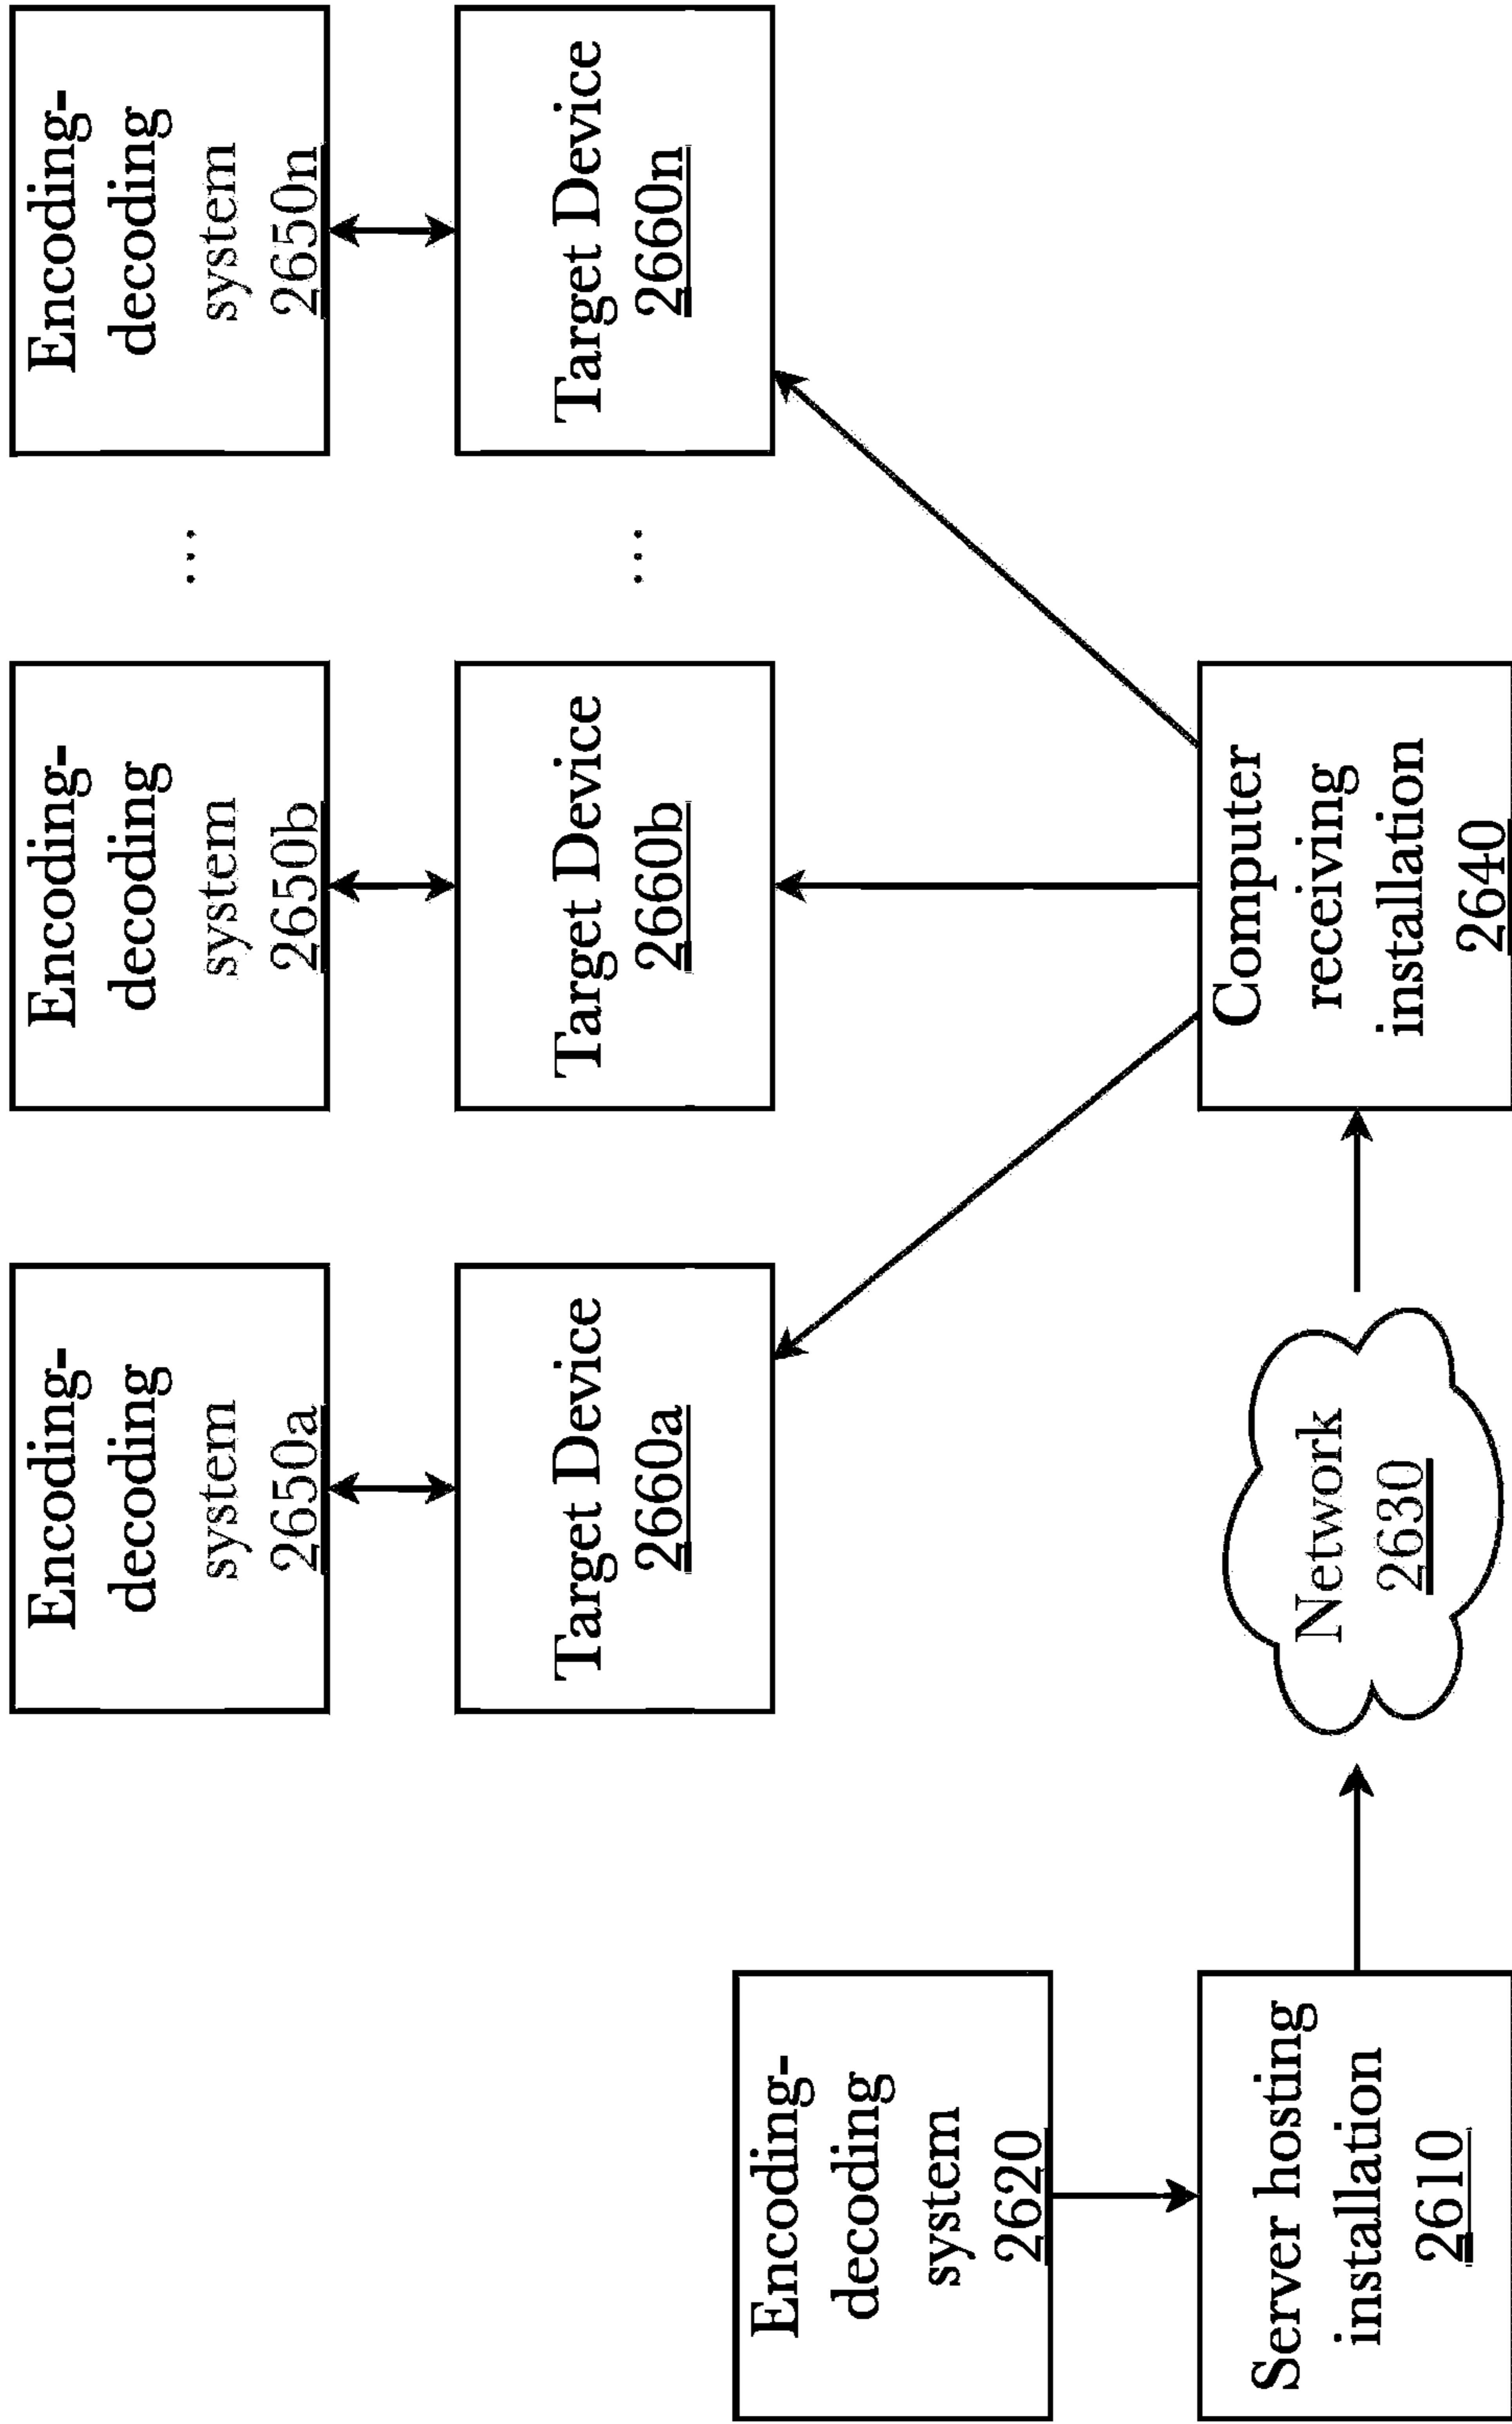 Encoding-
decoding
system
2650a
Encoding-
decoding
system
2650b
...
Encoding-
decoding
system
2650n
Target Device
2660a
Target Device
2660b
...
Target Device
2660n
Encoding-
decoding
system
2620
Server hosting
installation
2610
Network
2630
Computer
receiving
installation
2640